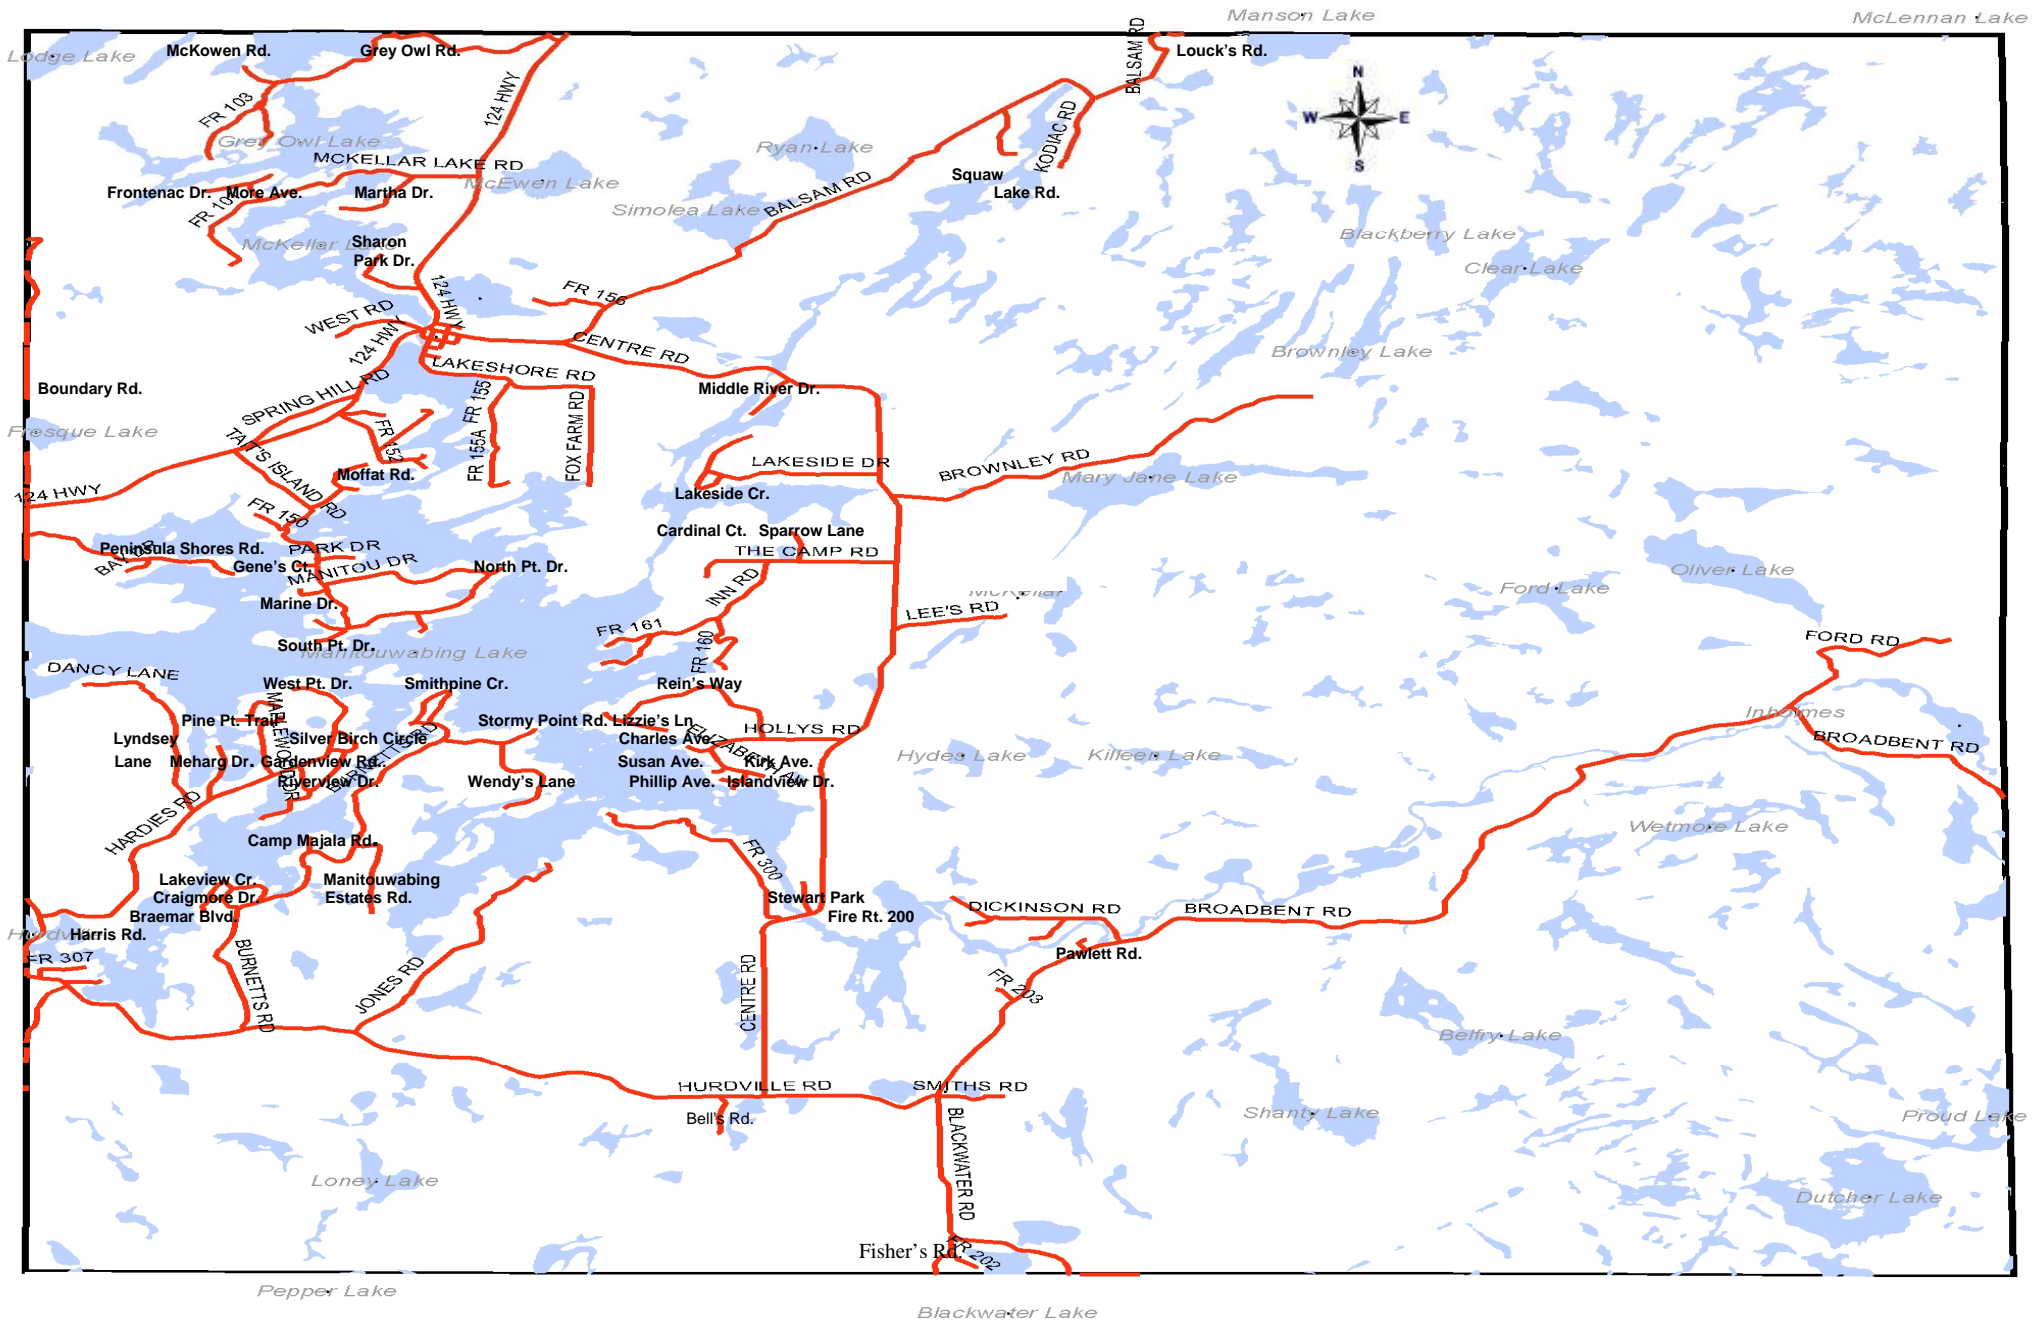 Manson Lake
McLennan Lake
Lodge Lake
McKowen Rd.
Grey Owl Rd.
BALSAM RD
Louck's Rd.
N
W E
S
124 HWY
FR 103
Grey Owl Lake
MCKELLAR LAKE RD
McEwen Lake
Ryan Lake
KODIAC RD
Squaw
Lake Rd.
Frontenac Dr.
More Ave.
Martha Dr.
Simolea Lake
BALSAM RD
McKellar Lake
Sharon
Park Dr.
Blackberry Lake
Clear Lake
124 HWY
FR 156
WEST RD
124 HWY
CENTRE RD
Brownley Lake
LAKESHORE RD
Boundary Rd.
SPRING HILL RD
FR 155
Middle River Dr.
FOX FARM RD
Fresque Lake
TAIT'S ISLAND RD
FR 152
FR 155A
Moffat Rd.
LAKESIDE DR
BROWNLEY RD
Mary Jane Lake
124 HWY
Lakeside Cr.
FR 150
Cardinal Ct.
Sparrow Lane
Peninsula Shores Rd.
PARK DR
THE CAMP RD
BAY DR
Gene's Ct.
MANITOU DR
North Pt. Dr.
Oliver Lake
Ford Lake
INN RD
McKellar
Marine Dr.
LEE'S RD
FR 161
FR 160
FORD RD
South Pt. Dr.
Manitouwabing Lake
DANCY LANE
West Pt. Dr.
Smithpine Cr.
Rein's Way
MAPLEWOOD DR
Inholmes
Pine Pt. Trail
Stormy Point Rd.
Lizzie's Ln.
HOLLYS RD
Lyndsey
Lane
Silver Birch Circle
BURNETTS RD
Charles Ave.
BROADBENT RD
Meharg Dr.
Gardenview Rd.
Susan Ave.
Kirk Ave.
Hydes Lake
Killeen Lake
Riverview Dr.
Wendy's Lane
Phillip Ave.
Islandview Dr.
HARDIES RD
Camp Majala Rd.
Wetmore Lake
FR 300
Lakeview Cr.
Manitouwabing
Estates Rd.
Craigmore Dr.
Stewart Park
Braemar Blvd.
Fire Rt. 200
DICKINSON RD
BROADBENT RD
Harris Rd.
FR 307
BURNETTS RD
Pawlett Rd.
JONES RD
CENTRE RD
FR 203
Belfry Lake
HURDVILLE RD
SMITHS RD
Bell's Rd.
BLACKWATER RD
Shanty Lake
Proud Lake
Loney Lake
Dutcher Lake
Fisher's Rd.
FR 202
Pepper Lake
Blackwater Lake